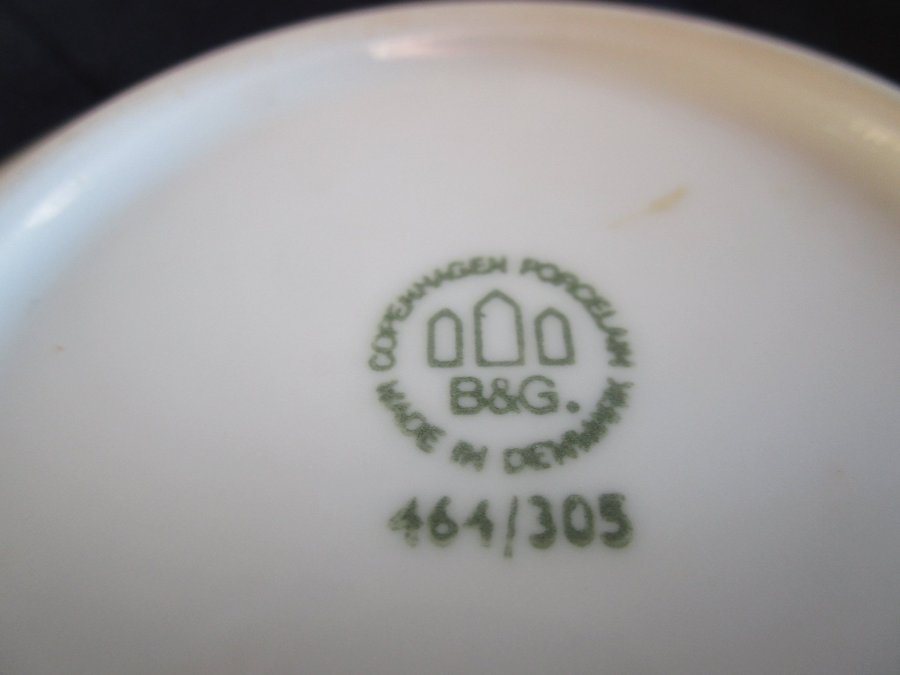 COPENHAGEN PORCELAIN
B&G.
MADE IN DENMARK
464/305